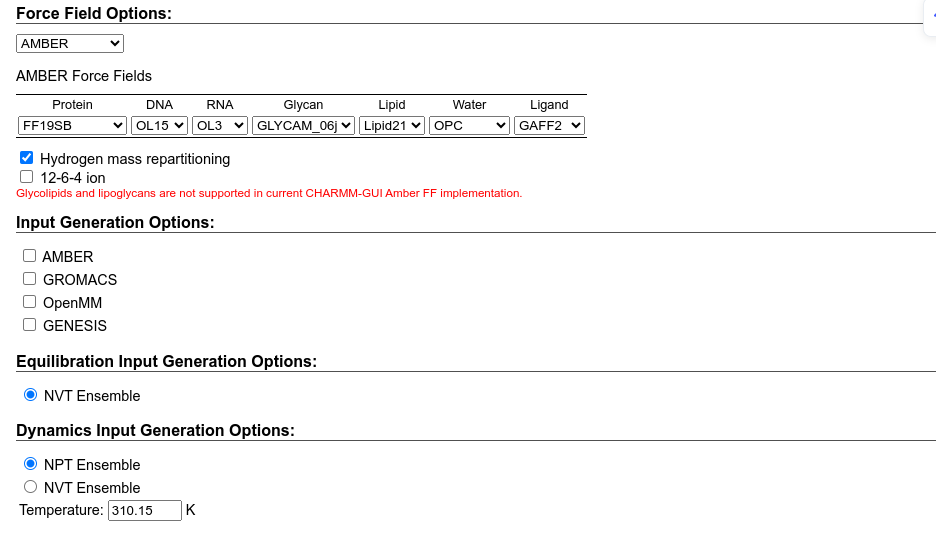 Force Field Options:
AMBER
AMBER Force Fields
Protein DNA RNA Glycan Lipid Water Ligand
FF19SB OL15 OL3 GLYCAM_06j Lipid21 OPC GAFF2
Hydrogen mass repartitioning
12-6-4 ion
Glycolipids and lipoglycans are not supported in current CHARMM-GUI Amber FF implementation.
Input Generation Options:
AMBER
GROMACS
OpenMM
GENESIS
Equilibration Input Generation Options:
NVT Ensemble
Dynamics Input Generation Options:
NPT Ensemble
NVT Ensemble
Temperature: 310.15 K